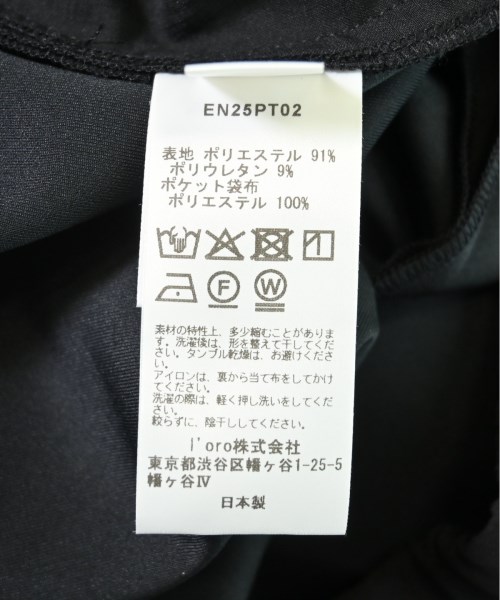 EN25PT02
表地 ポリエステル 91%
ポリウレタン 9%
ポケット袋布
ポリエステル 100%
F W
素材の特性上、多少縮むことがありま
す。洗濯後は、形を整えて干してくださ
い。タンブル乾燥は、お避けくださ
い。
アイロンは、裏から当て布をしてかけ
てください。
洗濯の際は、軽く押し洗いをしてくださ
い。
絞らずに、陰干ししてください。
l'oro株式会社
東京都渋谷区幡ヶ谷1-25-5
幡ヶ谷Ⅳ
日本製